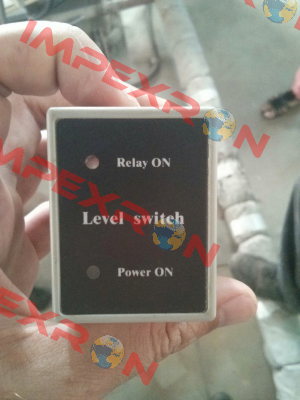 IMPEXRON
Relay ON
IMPEXRON
Level switch
Power ON
IMPEXRON